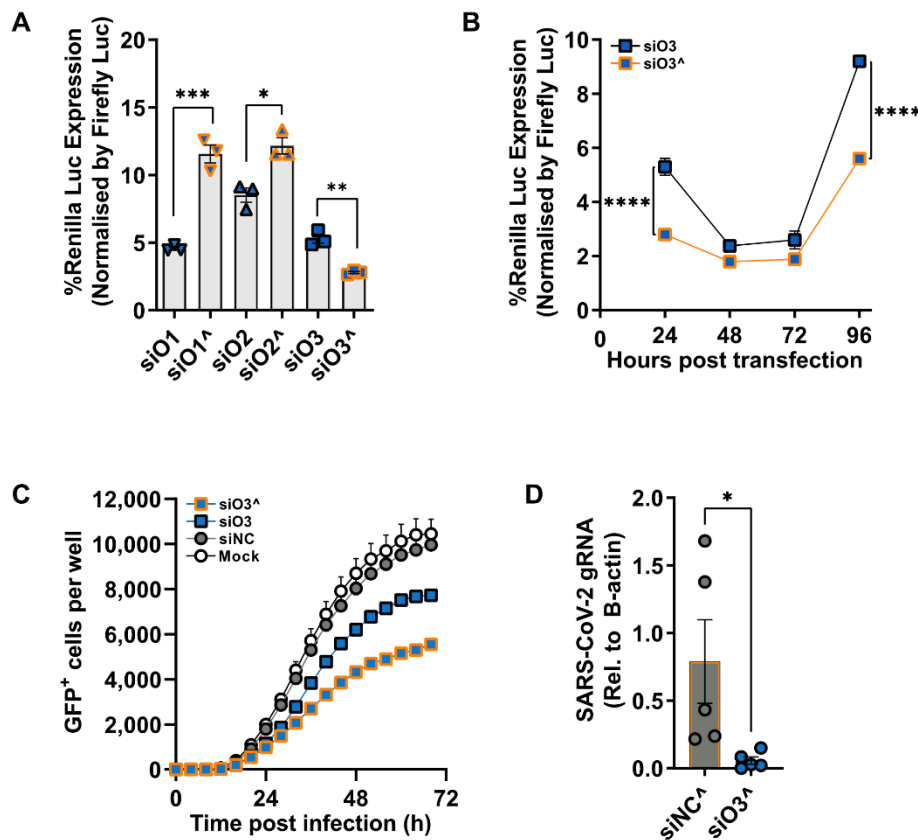 A
%Renilla Luc Expression
(Normalised by Firefly Luc)
20
15
10
5
0
***
*
**
siO1
siO1^
siO2
siO2^
siO3
siO3^
B
%Renilla Luc Expression
(Normalised by Firefly Luc)
10
8
6
4
2
0
siO3
siO3^
****
****
0
24
48
72
96
Hours post transfection
C
GFP+ cells per well
12,000
10,000
8,000
6,000
4,000
2,000
0
siO3^
siO3
siNC
Mock
0
24
48
72
Time post infection (h)
D
SARS-CoV-2 gRNA
(Rel. to B-actin)
2.0
1.5
1.0
0.5
0.0
*
siNC^
siO3^